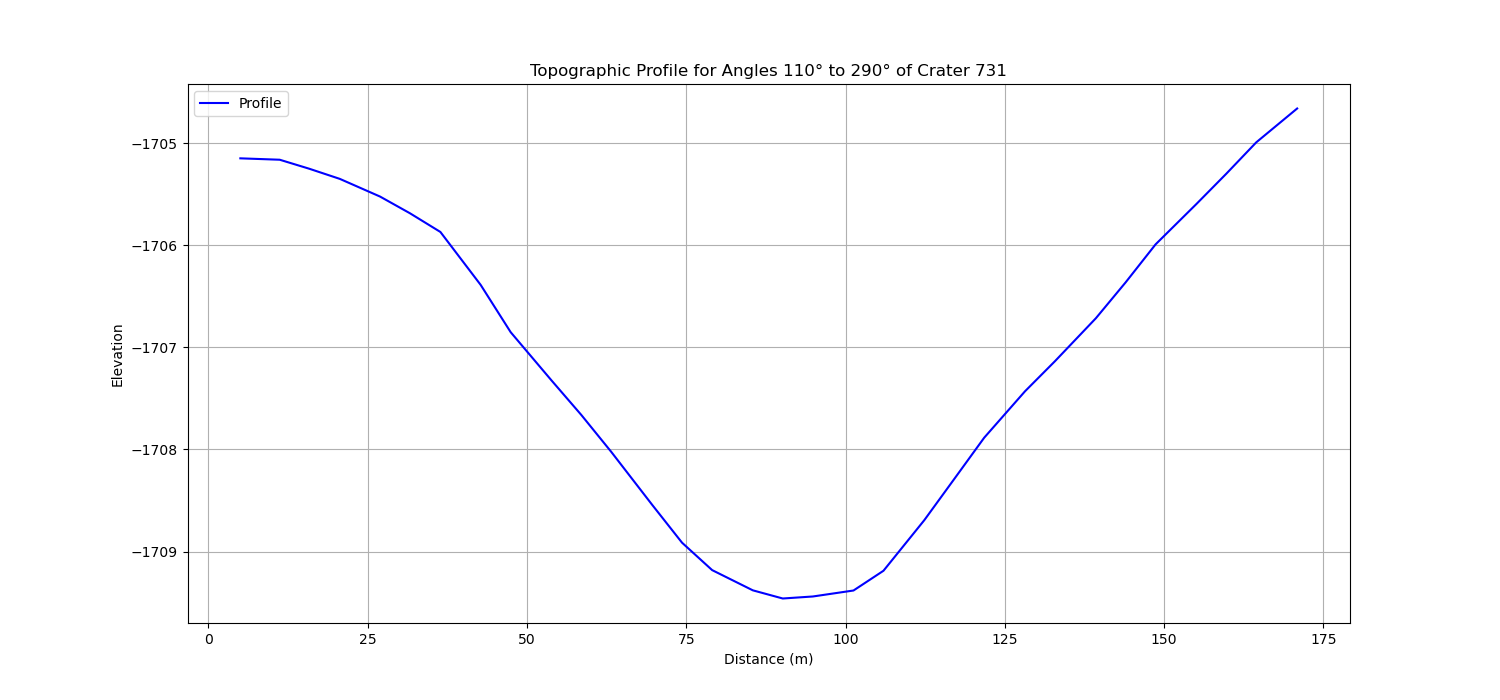 Topographic Profile for Angles 110° to 290° of Crater 731
Profile
−1705
−1706
−1707
−1708
−1709
Elevation
0 25 50 75 100 125 150 175
Distance (m)